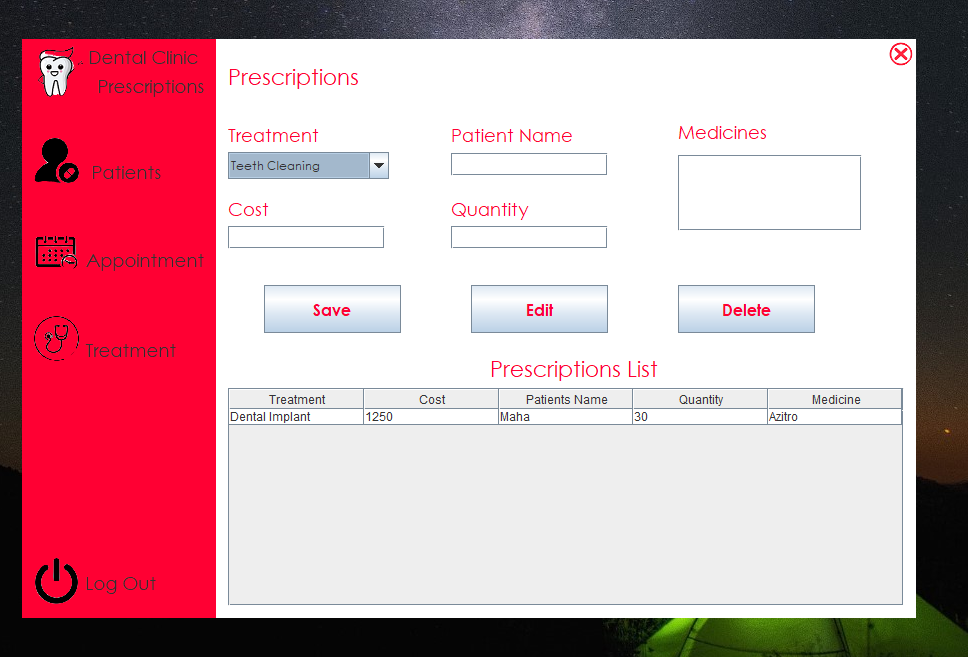 Dental Clinic
Prescriptions
Patients
Appointment
Treatment
Log Out
Prescriptions
Treatment
Teeth Cleaning
Patient Name
Medicines
Cost
Quantity
Save
Edit
Delete
Prescriptions List
Treatment Cost Patients Name Quantity Medicine
Dental Implant 1250 Maha 30 Azitro